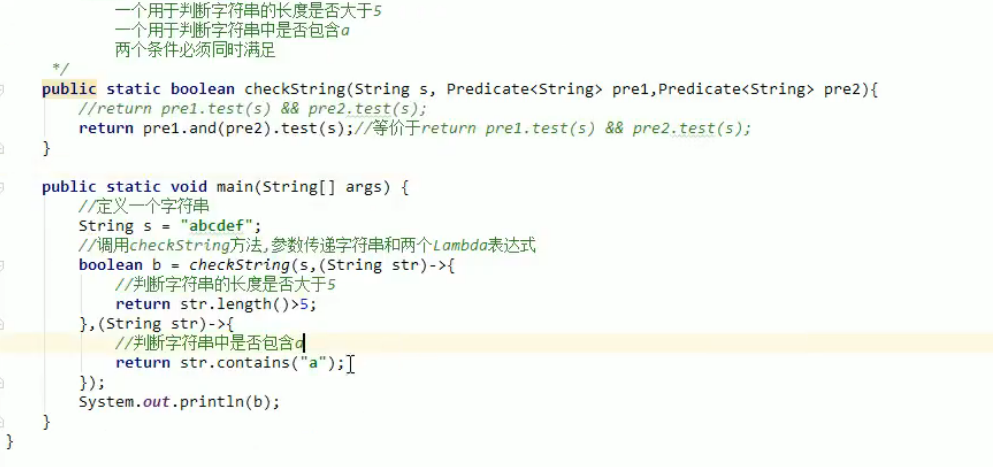 一个用于判断字符串的长度是否大于5
一个用于判断字符串中是否包含a
两个条件必须同时满足
*/
public static boolean checkString(String s, Predicate<String> pre1,Predicate<String> pre2){
//return pre1.test(s) && pre2.test(s);
return pre1.and(pre2).test(s);//等价于return pre1.test(s) && pre2.test(s);
}
public static void main(String[] args) {
//定义一个字符串
String s = "abcdef";
//调用checkString方法,参数传递字符串和两个Lambda表达式
boolean b = checkString(s,(String str)->{
//判断字符串的长度是否大于5
return str.length()>5;
},(String str)->{
//判断字符串中是否包含a
return str.contains("a");
});
System.out.println(b);
}
}